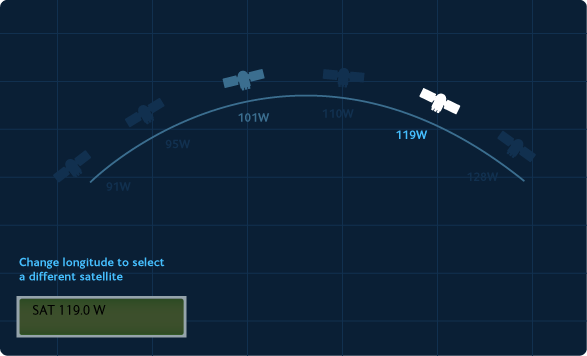 101W
110W
119W
95W
129W
91W
Change longitude to select
a different satellite
SAT 119.0 W